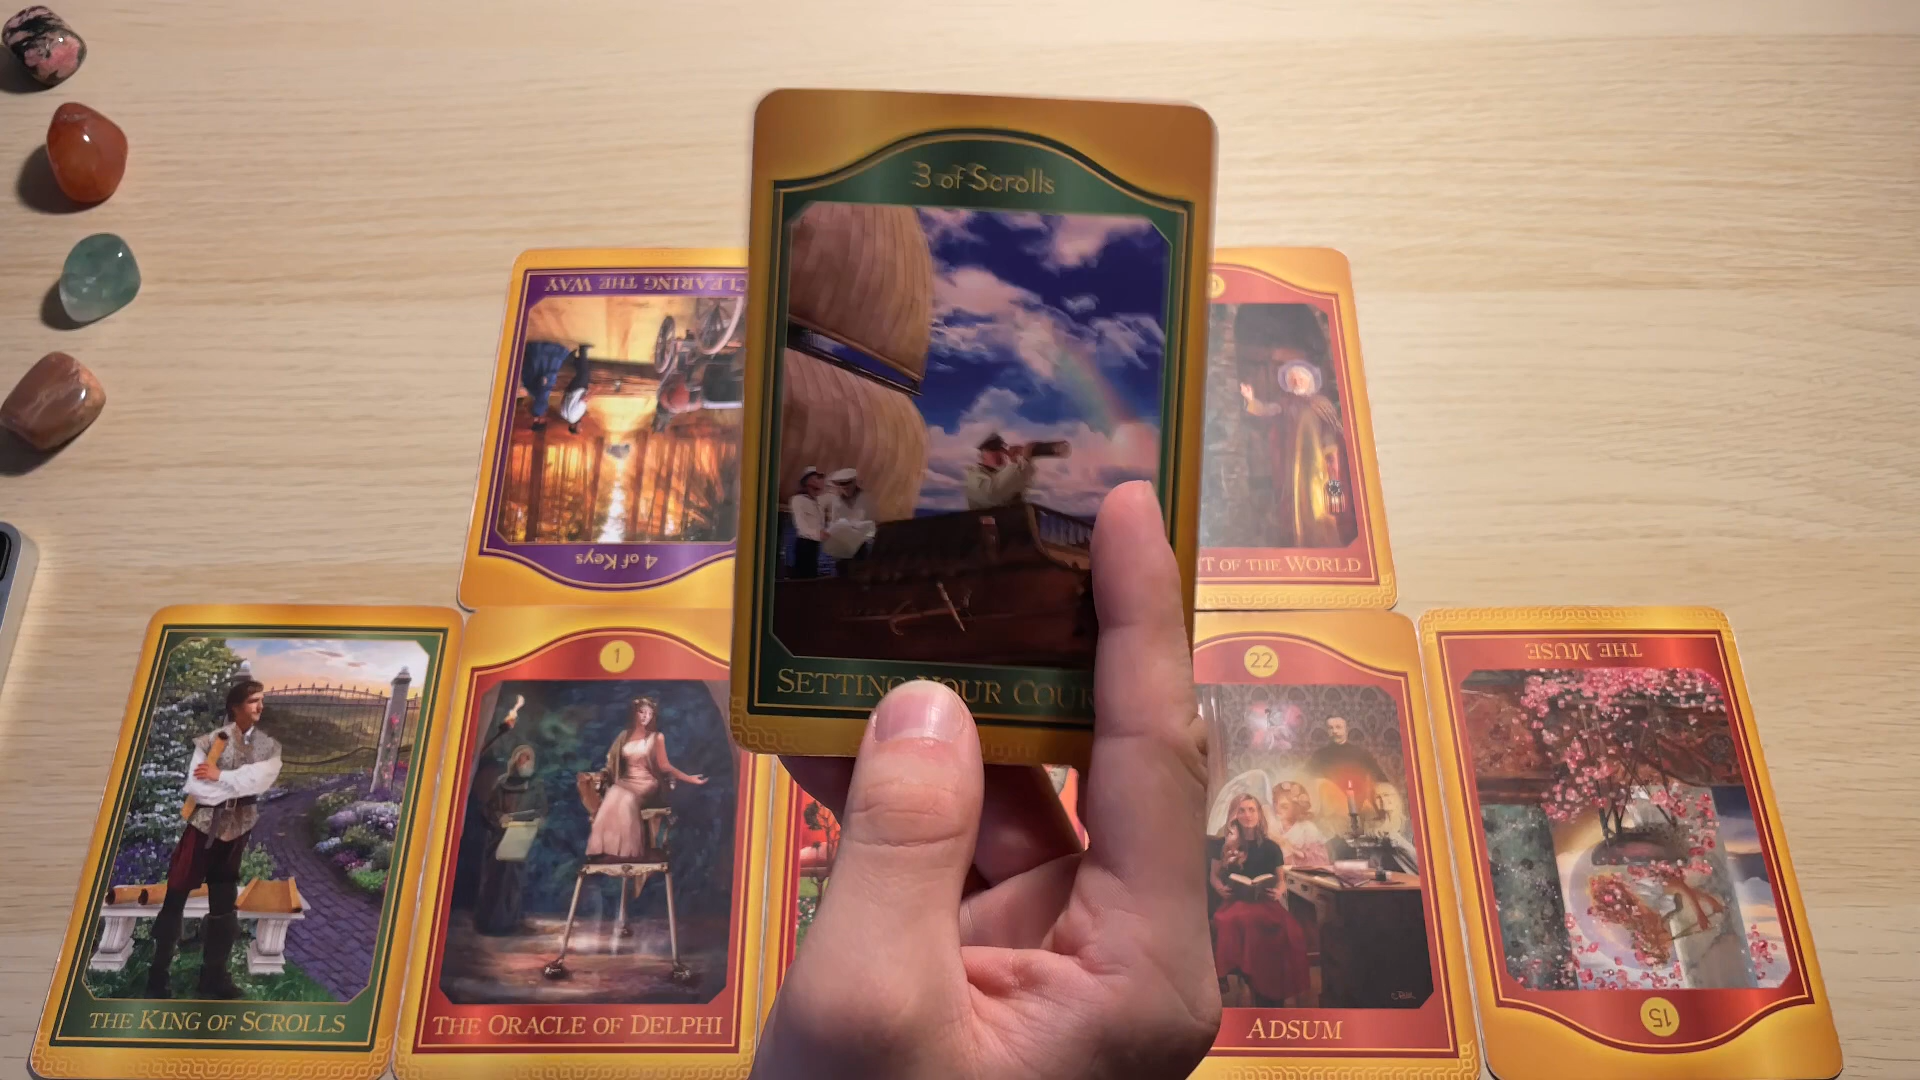 3 of Scrolls
SETTING YOUR COUR
CLEARING THE WAY
4 of Keys
T OF THE WORLD
THE KING OF SCROLLS
1
THE ORACLE OF DELPHI
22
ADSUM
THE MUSE
15